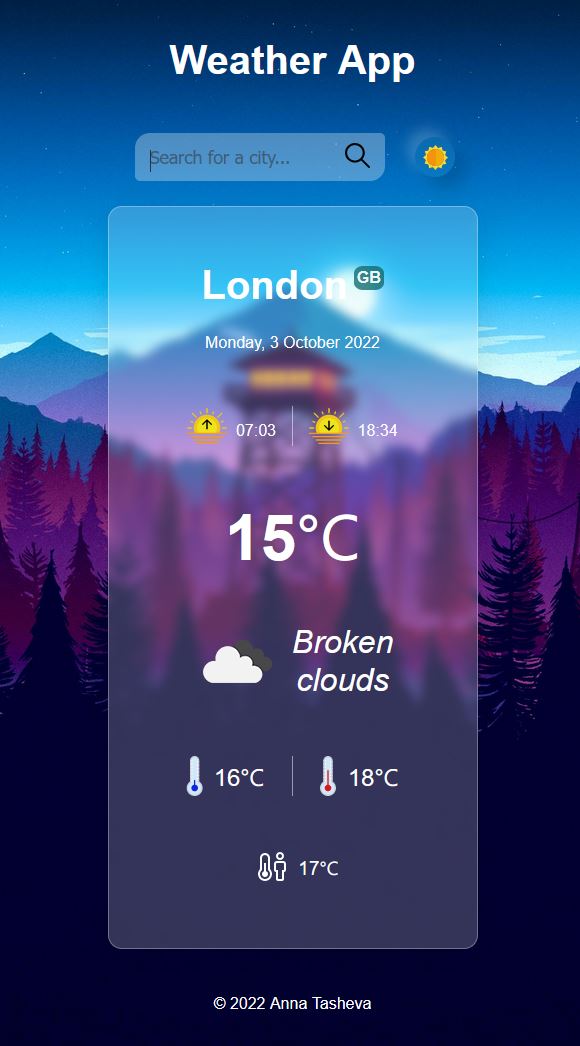 Weather App
Search for a city...
London GB
Monday, 3 October 2022
07:03 18:34
15°C
Broken
clouds
16°C 18°C
17°C
© 2022 Anna Tasheva